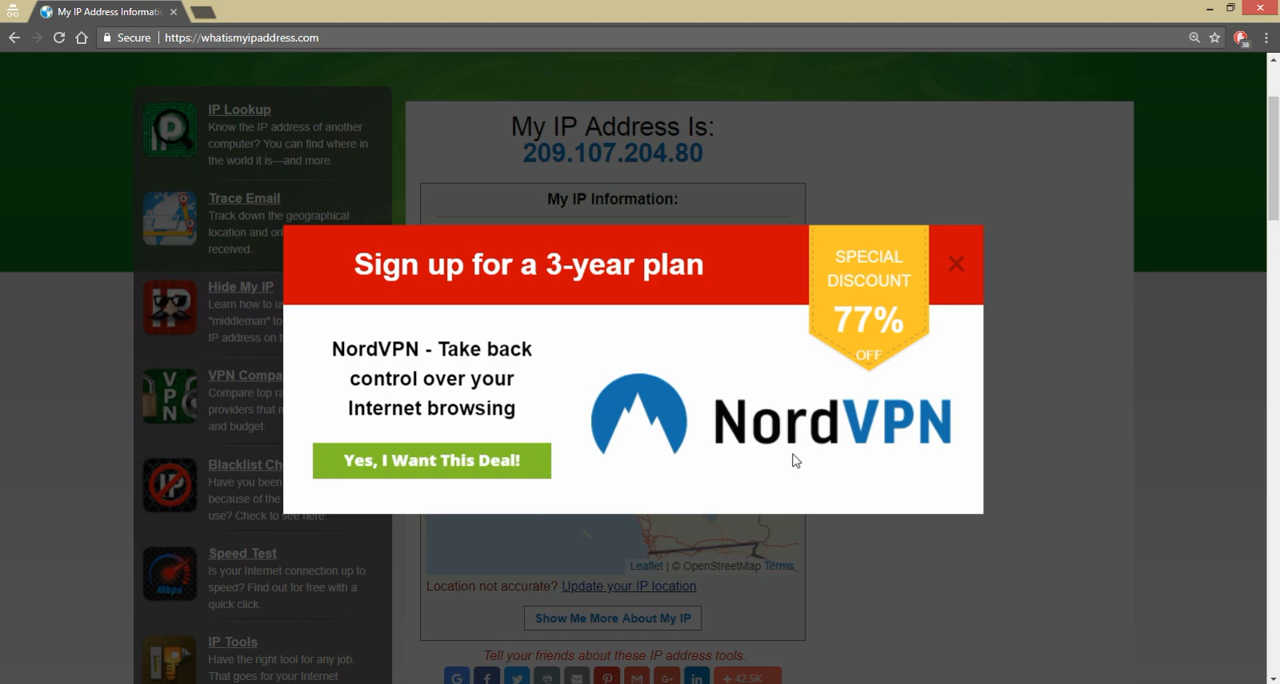 My IP Address Informati
Secure
https://whatismyipaddress.com
IP Lookup
Know the IP address of another
computer? You can find where in
the world it is—and more.
Trace Email
Track down the geographical
location and
received.
Hide My IP
Learn how to
"middleman" to
IP address on
VPN Compa
Compare top
providers that
and budget.
Blacklist Ch
Have you been
because of the
use? Check to see here.
Speed Test
Is your Internet connection up to
speed? Find out for free with a
quick click.
IP Tools
Have the right tool for any job.
That goes for your Internet
My IP Address Is:
209.107.204.80
My IP Information:
Sign up for a 3-year plan
SPECIAL
DISCOUNT
77%
OFF
NordVPN - Take back
control over your
Internet browsing
Yes, I Want This Deal!
NordVPN
Leaflet | © OpenStreetMap Terms
Location not accurate? Update your IP location
Show Me More About My IP
Tell your friends about these IP address tools.
42.5K